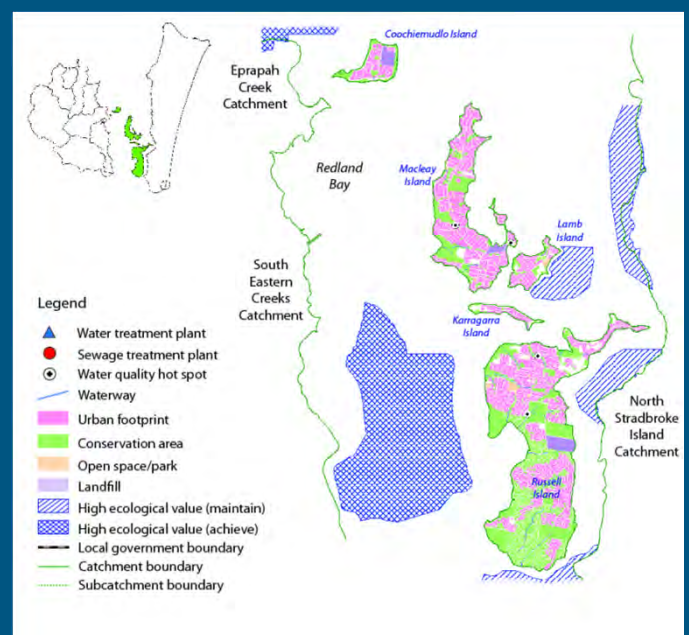 Coochiemudlo Island
Eprapah
Creek
Catchment
Redland
Bay
Macleay
Island
Lamb
Island
South
Eastern
Creeks
Catchment
Karragarra
Island
North
Stradbroke
Island
Catchment
Russell
Island
Legend
Water treatment plant
Sewage treatment plant
Water quality hot spot
Waterway
Urban footprint
Conservation area
Open space/park
Landfill
High ecological value (maintain)
High ecological value (achieve)
Local government boundary
Catchment boundary
Subcatchment boundary